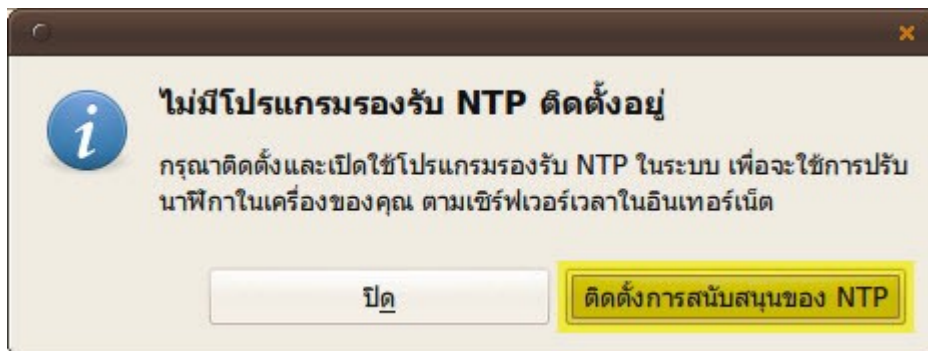 ไม่มีโปรแกรมรองรับ NTP ติดตั้งอยู่
กรุณาติดตั้งและเปิดใช้โปรแกรมรองรับ NTP ในระบบ เพื่อจะใช้การปรับ
นาฬิกาในเครื่องของคุณ ตามเซิร์ฟเวอร์เวลาในอินเทอร์เน็ต
ปิด
ติดตั้งการสนับสนุนของ NTP